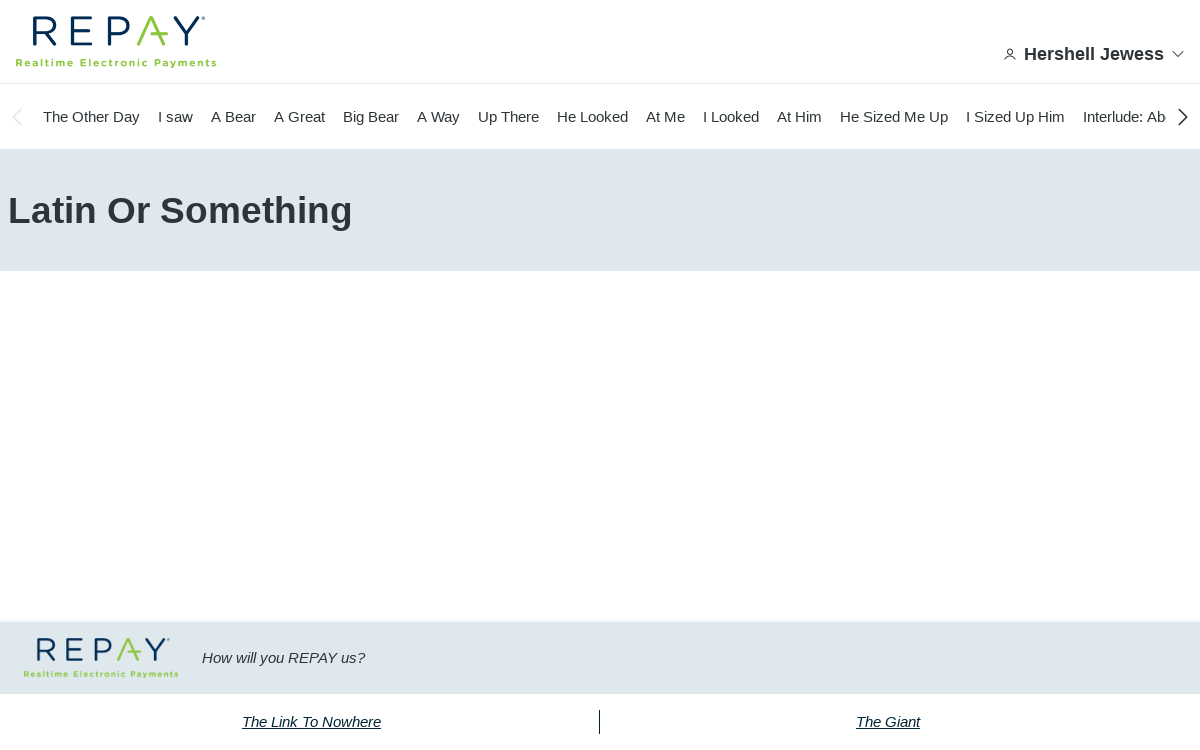 REPAY®
Realtime Electronic Payments
Hershell Jewess
The Other Day I saw A Bear A Great Big Bear A Way Up There He Looked At Me I Looked At Him He Sized Me Up I Sized Up Him Interlude:
Latin Or Something
REPAY®
Realtime Electronic Payments
How will you REPAY us?
The Link To Nowhere
The Giant